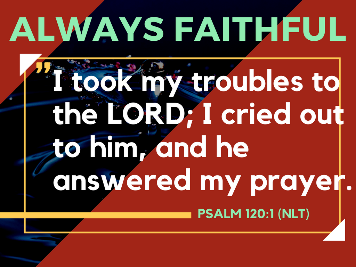 ALWAYS FAITHFUL
"I took my troubles to
the LORD; I cried out
to him, and he
answered my prayer.
PSALM 120:1 (NLT)